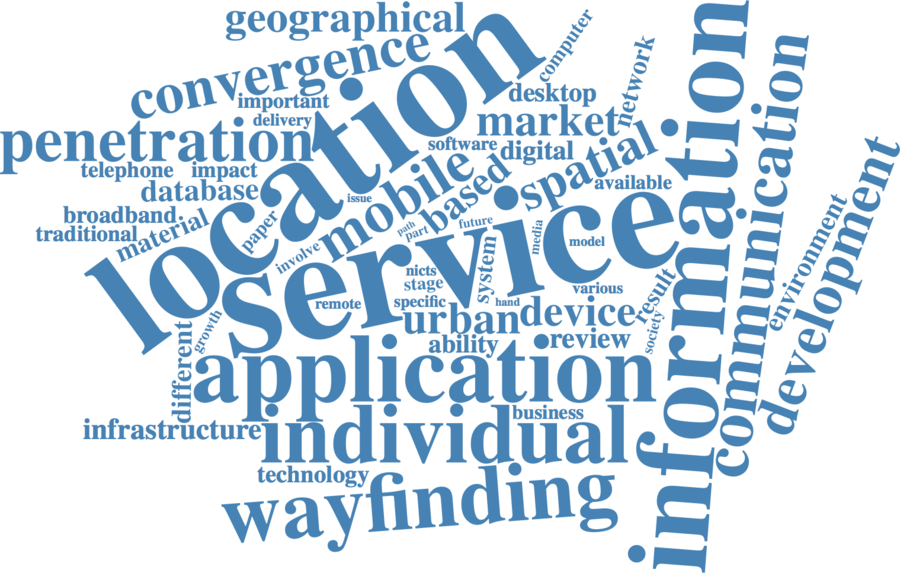 geographical
convergence
computer
important
delivery
desktop
network
penetration
location
market
software
digital
telephone
impact
database
mobile
based
spatial
available
broadband
traditional
material
paper
issue
path
part
future
media
model
involve
service
information
communication
development
environment
nicts
stage
system
various
remote
specific
hand
result
society
growth
different
urban
device
ability
review
application
business
infrastructure
individual
technology
wayfinding